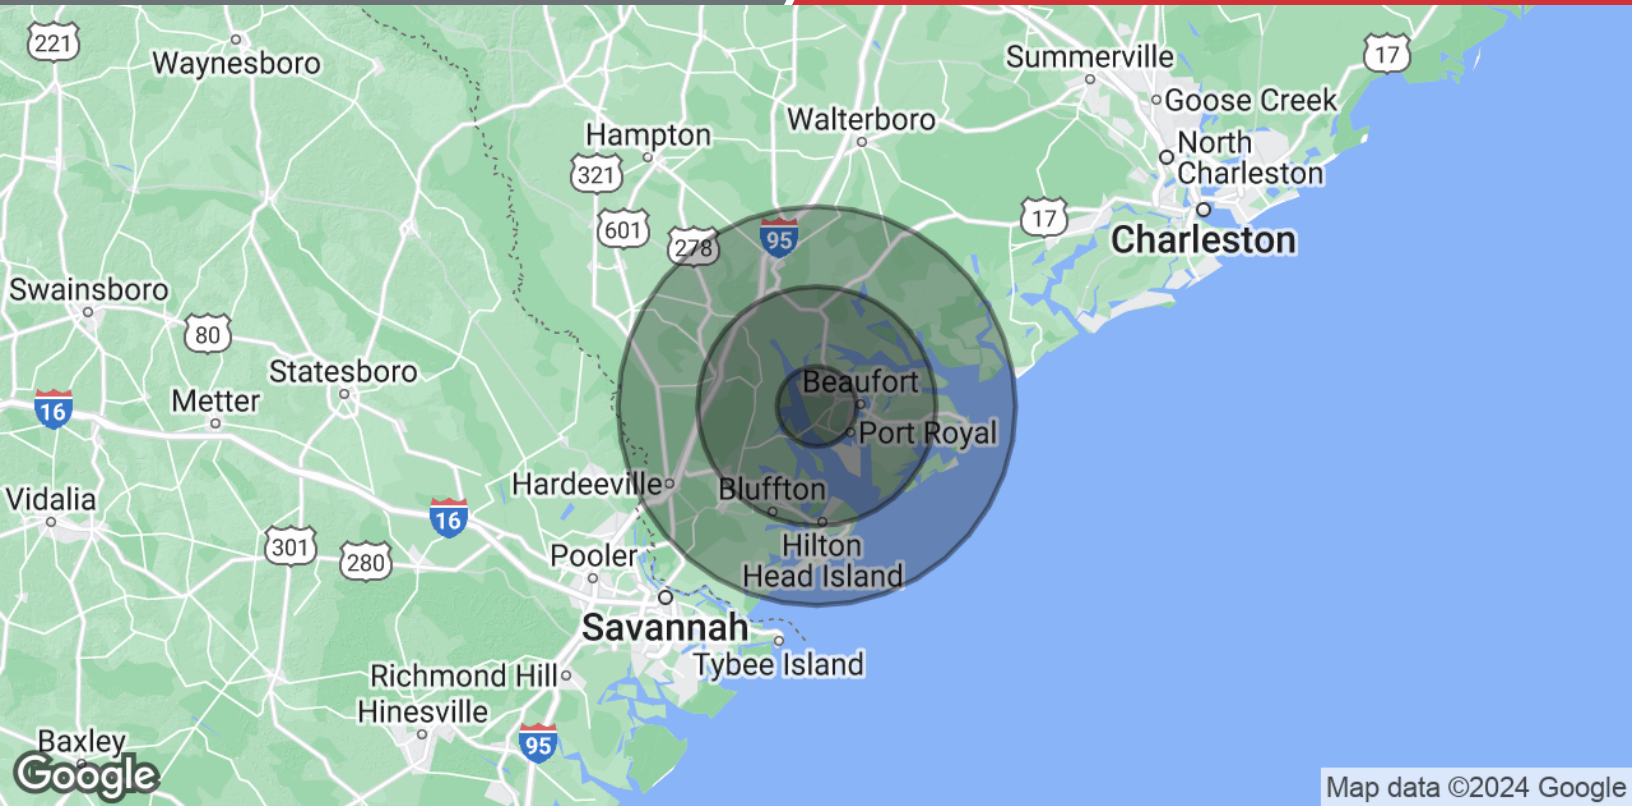 221
Waynesboro
Summerville
17
Goose Creek
Hampton
Walterboro
North
Charleston
321
601
278
95
17
Charleston
Swainsboro
80
Statesboro
Metter
16
Beaufort
Port Royal
Hardeeville
Bluffton
Vidalia
16
301
280
Pooler
Hilton
Head Island
Savannah
Tybee Island
Richmond Hill
Hinesville
95
Baxley
Google
Map data ©2024 Google